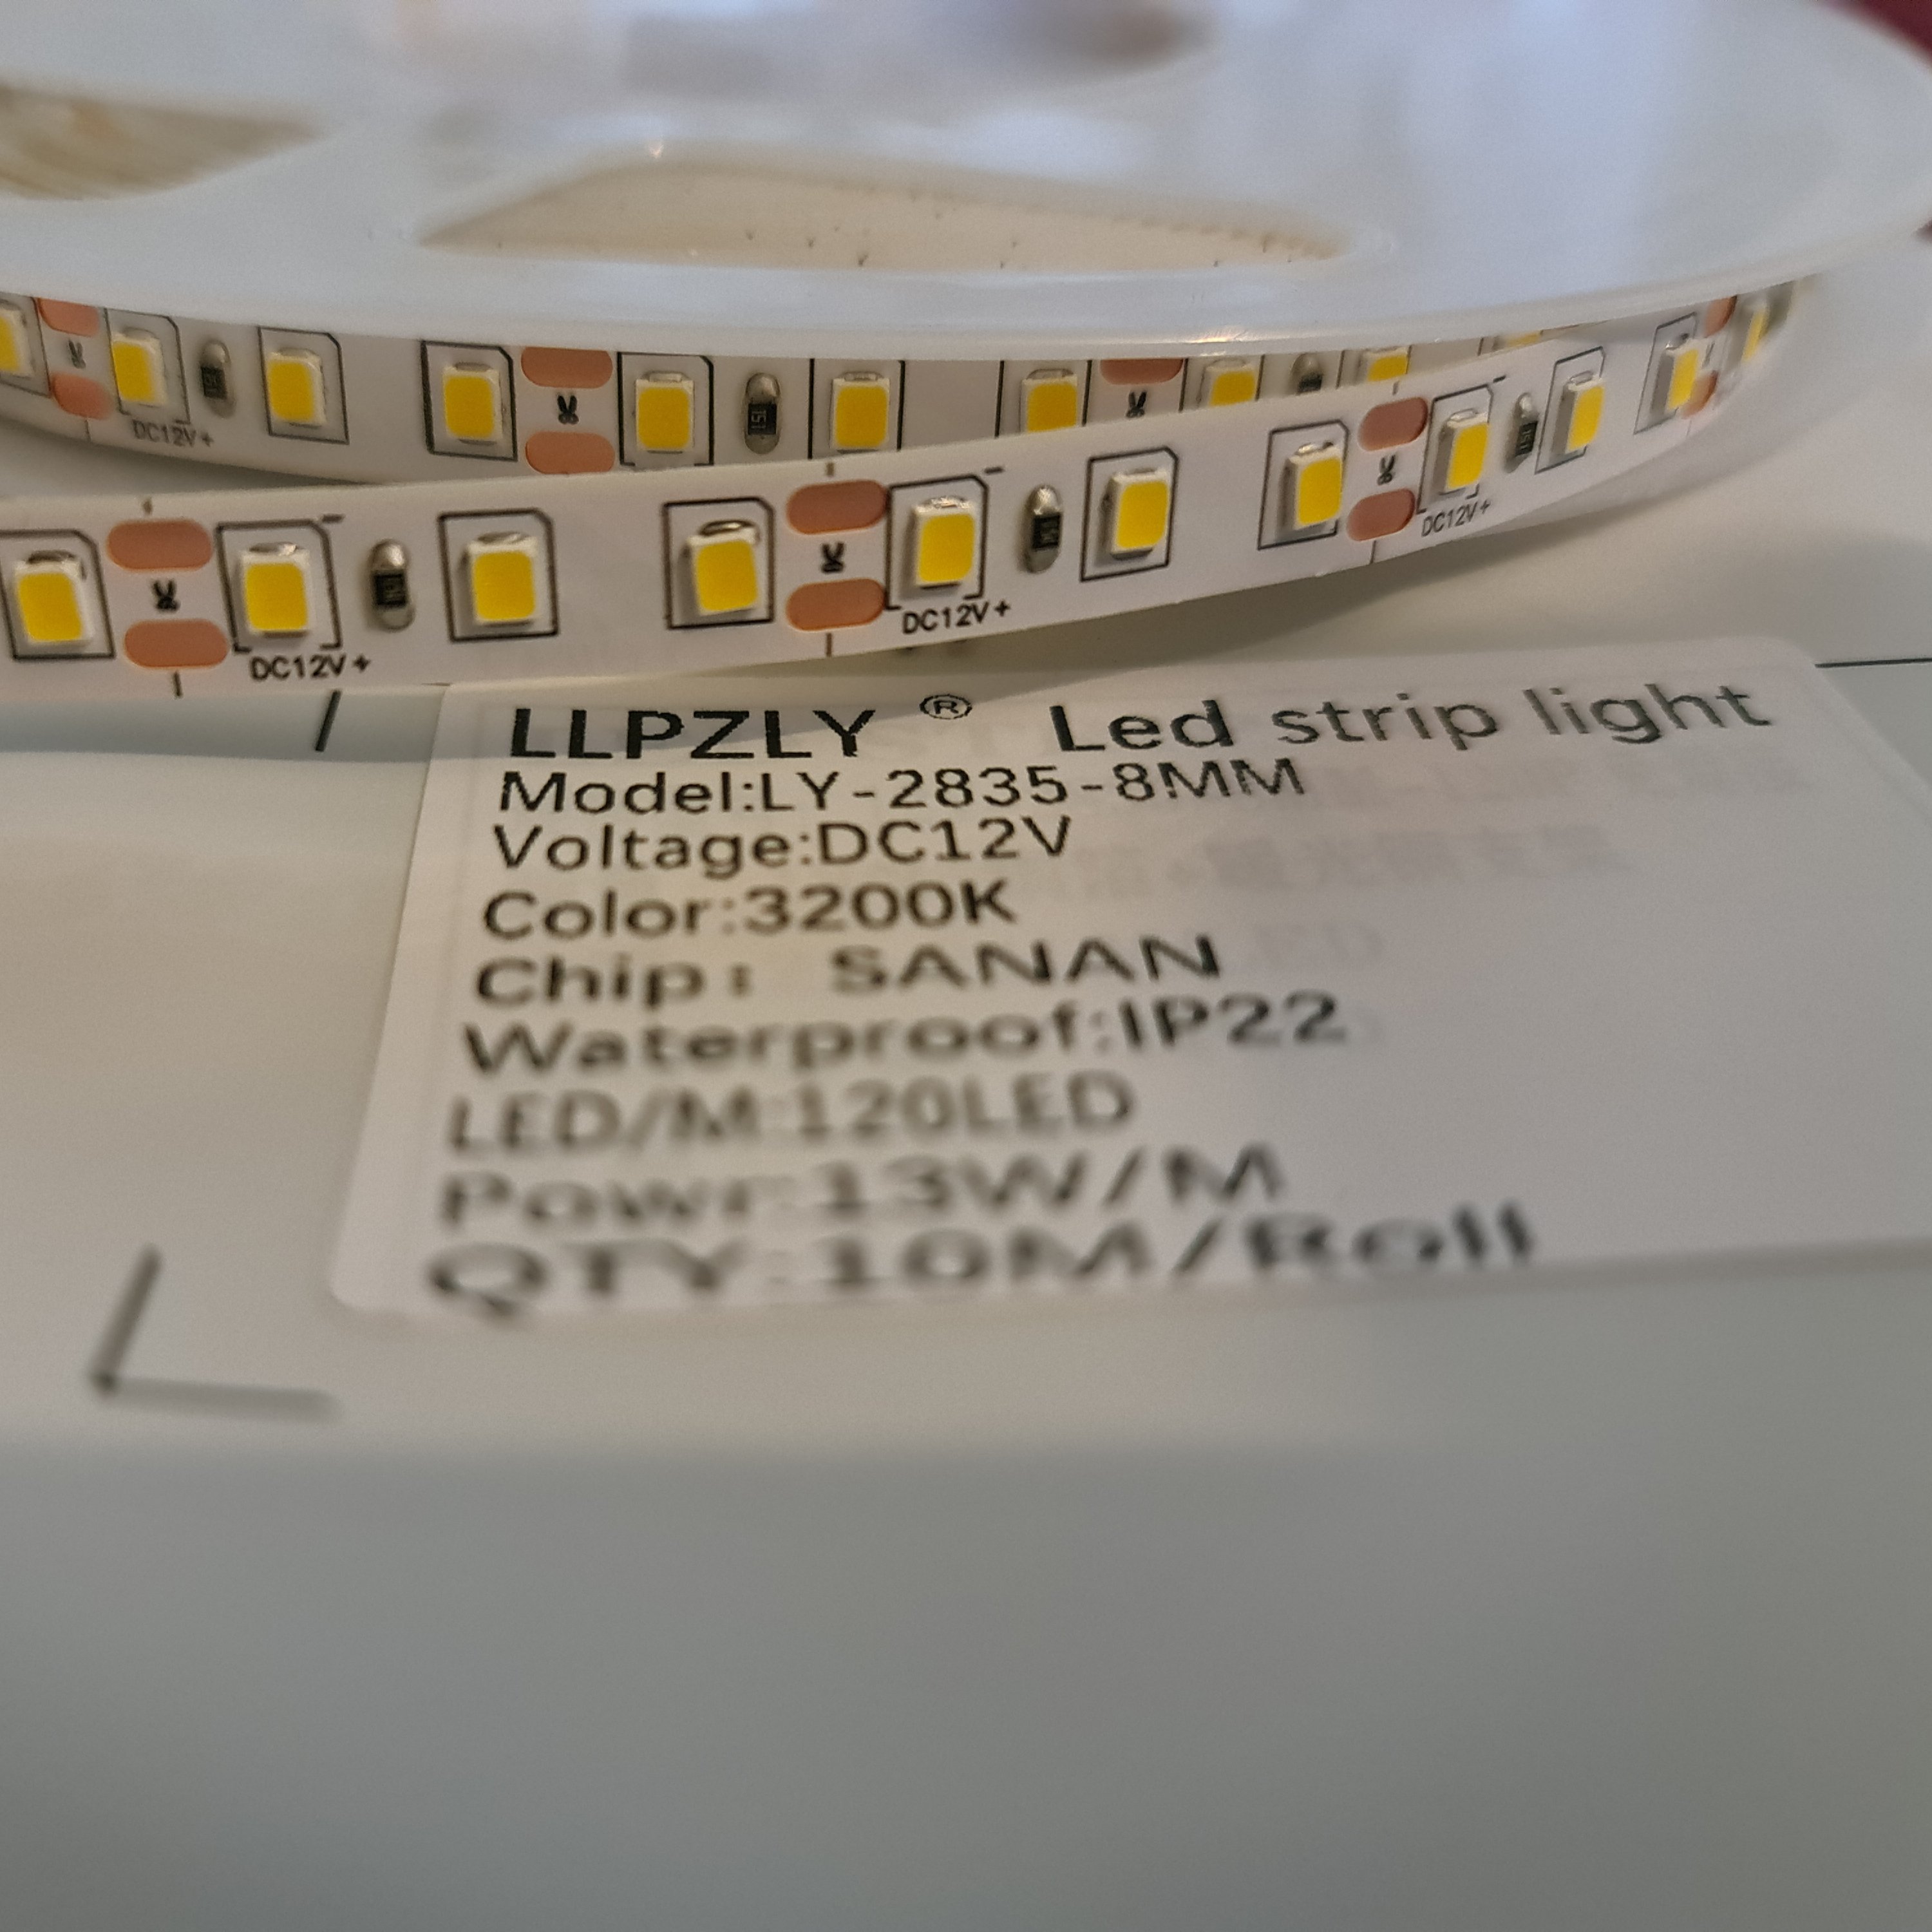 DC12V+
151
DC12V+
DC12V+
DC12V+
LLPZLY ® Led strip light
Model:LY-2835-8MM
Voltage:DC12V
Color:3200K
Chip: SANAN
Waterproof:IP22
LED/M:120LED
Powr:13W/M
QTY:10M/Roll